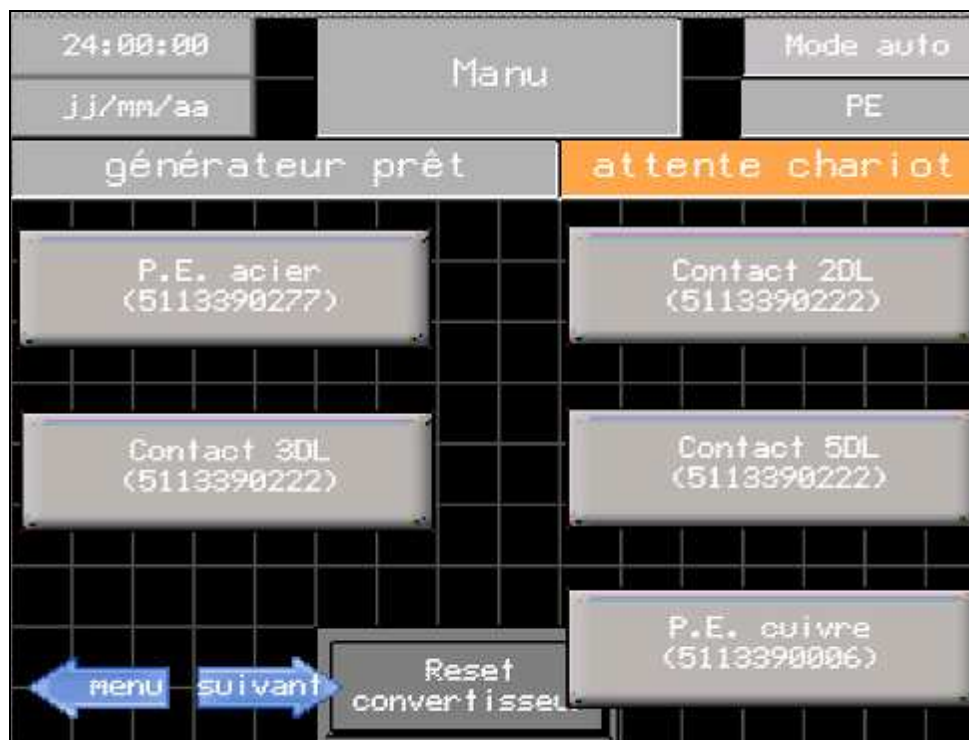 24:00:00
Manu
Mode auto
jj/mm/aa
PE
générateur prêt
attente chariot
P.E. acier
(5113390277)
Contact 2DL
(5113390222)
Contact 3DL
(5113390222)
Contact 5DL
(5113390222)
P.E. cuivre
(5113390006)
menu
suivant
Reset
convertisseu